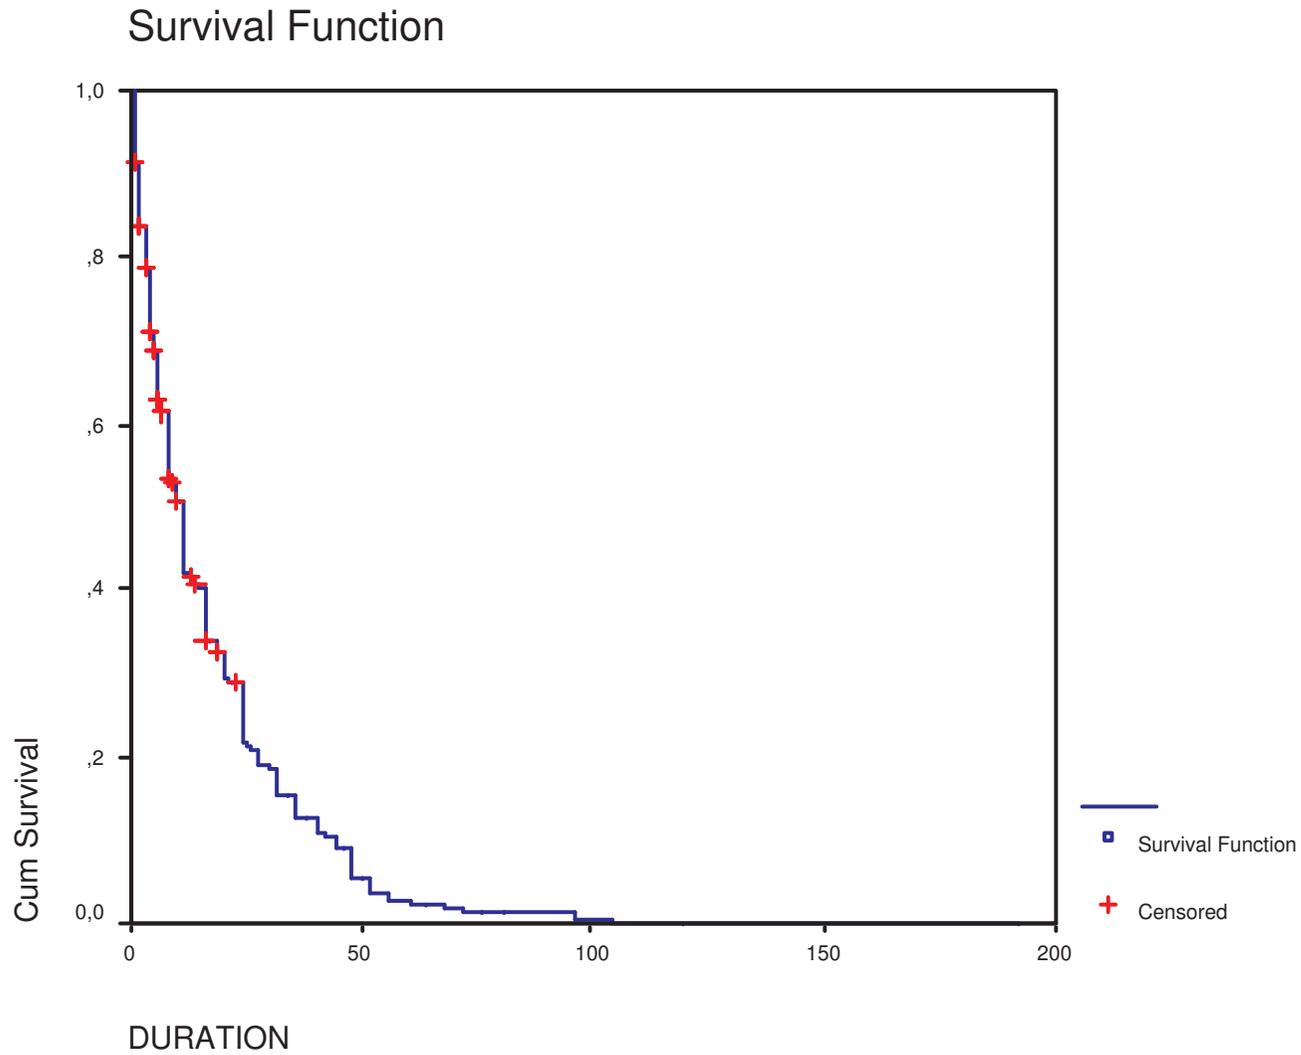 Survival Function
1,0
,8
,6
,4
,2
0,0
Cum Survival
0
50
100
150
200
DURATION
Survival Function
Censored